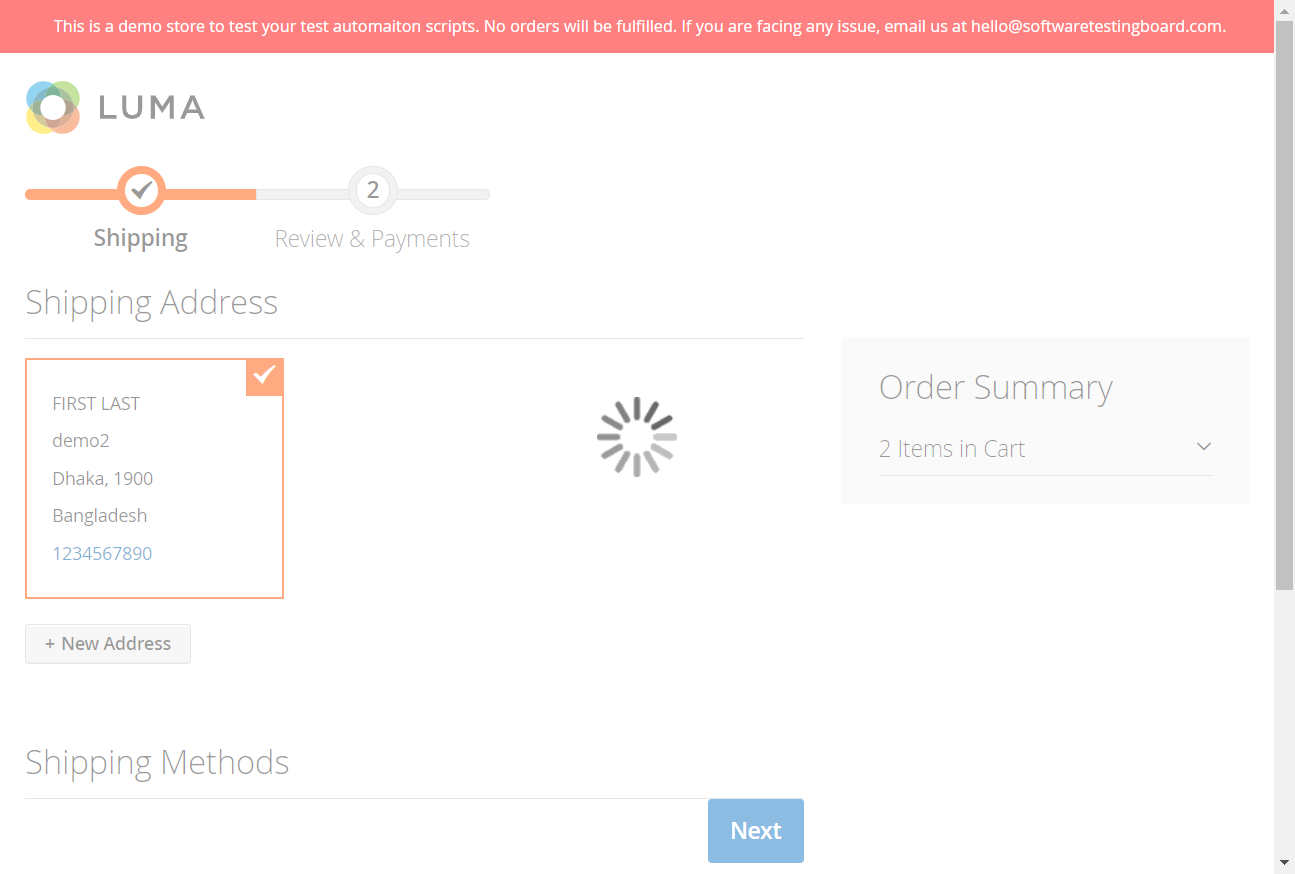 This is a demo store to test your test automaiton scripts. No orders will be fulfilled. If you are facing any issue, email us at hello@softwaretestingboard.com.
LUMA
2
Shipping
Review & Payments
Shipping Address
FIRST LAST
demo2
Dhaka, 1900
Bangladesh
1234567890
+ New Address
Order Summary
2 Items in Cart
Shipping Methods
Next